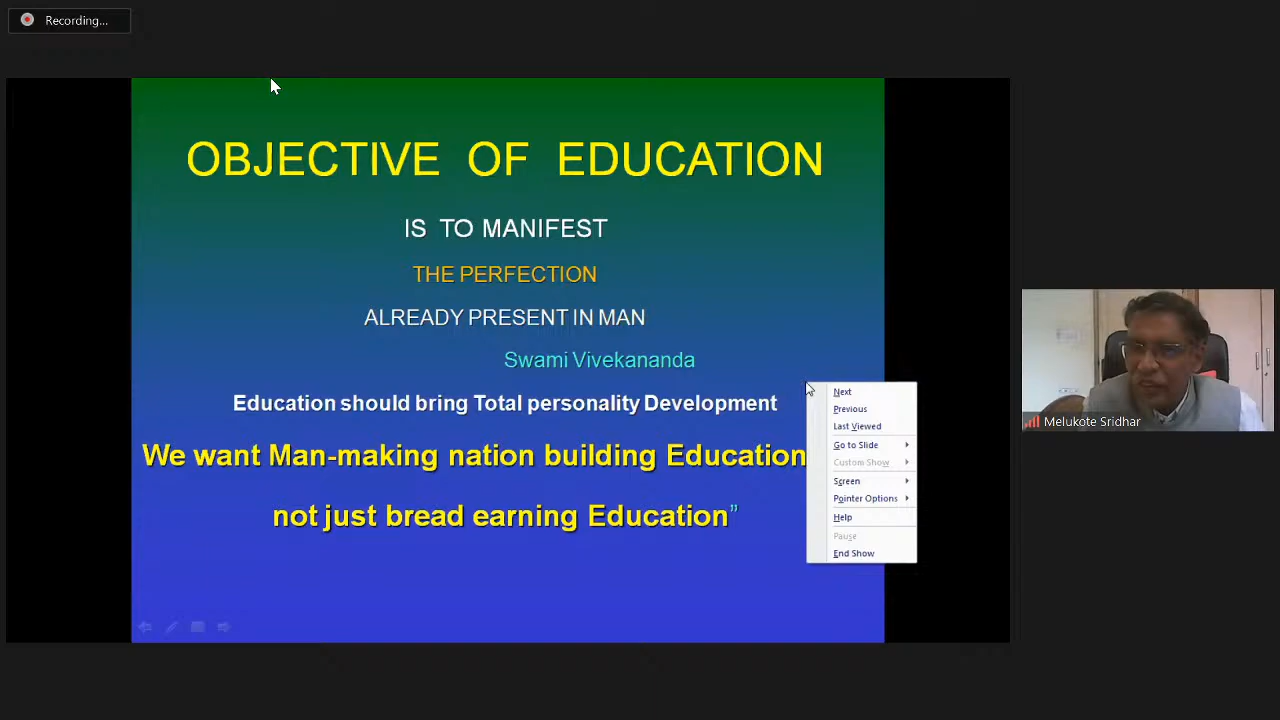 Recording...
OBJECTIVE OF EDUCATION
IS TO MANIFEST
THE PERFECTION
ALREADY PRESENT IN MAN
Swami Vivekananda
Education should bring Total personality Development
We want Man-making nation building Education
not just bread earning Education”
Next
Previous
Last Viewed
Go to Slide
Custom Show
Screen
Pointer Options
Help
Pause
End Show
Melukote Sridhar